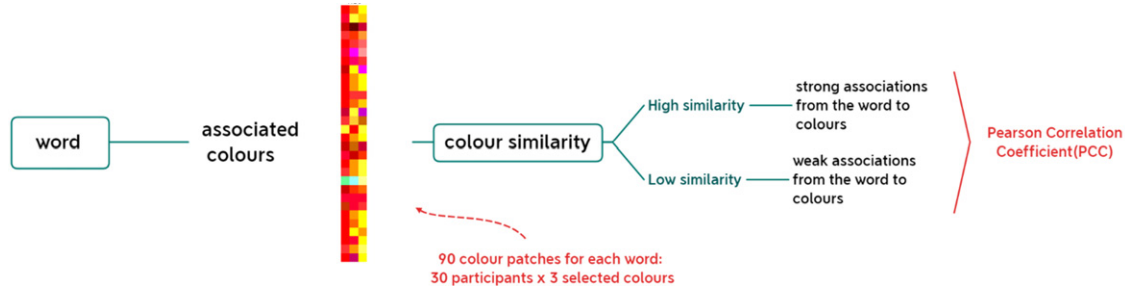 word
associated
colours
colour similarity
High similarity
strong associations
from the word to
colours
Low similarity
weak associations
from the word to
colours
Pearson Correlation
Coefficient(PCC)
90 colour patches for each word:
30 participants x 3 selected colours